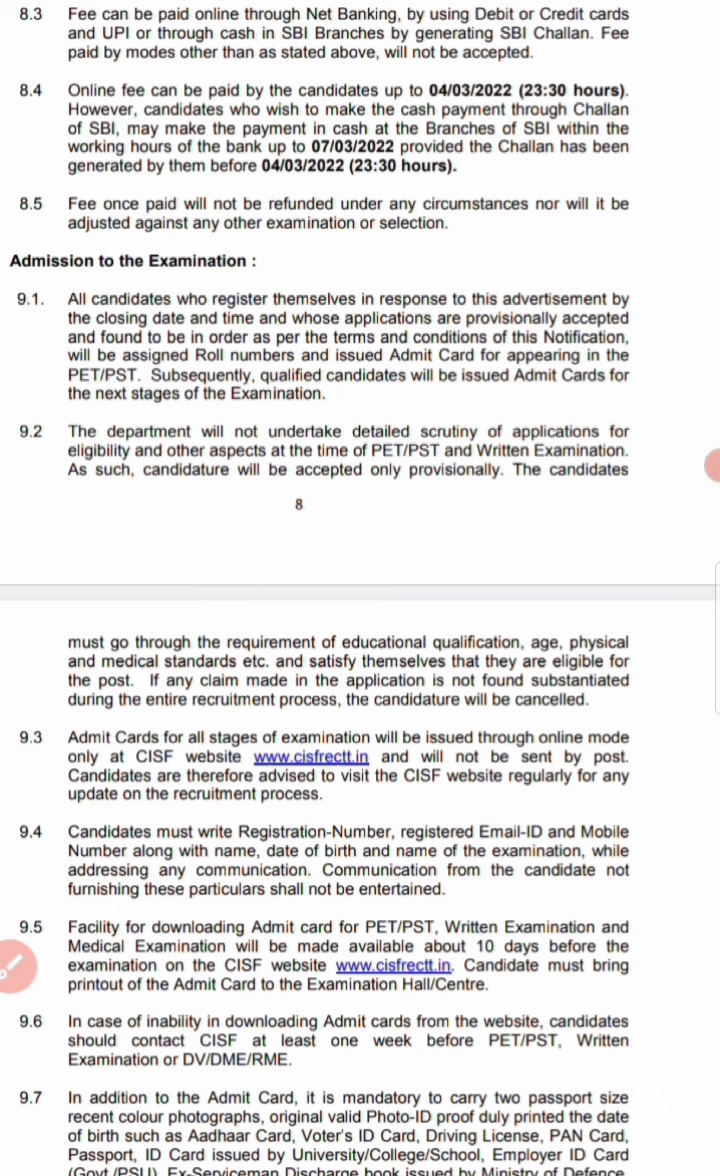 8.3 Fee can be paid online through Net Banking, by using Debit or Credit cards
and UPI or through cash in SBI Branches by generating SBI Challan. Fee
paid by modes other than as stated above, will not be accepted.
8.4 Online fee can be paid by the candidates up to 04/03/2022 (23:30 hours).
However, candidates who wish to make the cash payment through Challan
of SBI, may make the payment in cash at the Branches of SBI within the
working hours of the bank up to 07/03/2022 provided the Challan has been
generated by them before 04/03/2022 (23:30 hours).
8.5 Fee once paid will not be refunded under any circumstances nor will it be
adjusted against any other examination or selection.
Admission to the Examination :
9.1. All candidates who register themselves in response to this advertisement by
the closing date and time and whose applications are provisionally accepted
and found to be in order as per the terms and conditions of this Notification,
will be assigned Roll numbers and issued Admit Card for appearing in the
PET/PST. Subsequently, qualified candidates will be issued Admit Cards for
the next stages of the Examination.
9.2 The department will not undertake detailed scrutiny of applications for
eligibility and other aspects at the time of PET/PST and Written Examination.
As such, candidature will be accepted only provisionally. The candidates
8
must go through the requirement of educational qualification, age, physical
and medical standards etc. and satisfy themselves that they are eligible for
the post. If any claim made in the application is not found substantiated
during the entire recruitment process, the candidature will be cancelled.
9.3 Admit Cards for all stages of examination will be issued through online mode
only at CISF website www.cisfrectt.in and will not be sent by post.
Candidates are therefore advised to visit the CISF website regularly for any
update on the recruitment process.
9.4 Candidates must write Registration-Number, registered Email-ID and Mobile
Number along with name, date of birth and name of the examination, while
addressing any communication. Communication from the candidate not
furnishing these particulars shall not be entertained.
9.5 Facility for downloading Admit card for PET/PST, Written Examination and
Medical Examination will be made available about 10 days before the
examination on the CISF website www.cisfrectt.in. Candidate must bring
printout of the Admit Card to the Examination Hall/Centre.
9.6 In case of inability in downloading Admit cards from the website, candidates
should contact CISF at least one week before PET/PST, Written
Examination or DV/DME/RME.
9.7 In addition to the Admit Card, it is mandatory to carry two passport size
recent colour photographs, original valid Photo-ID proof duly printed the date
of birth such as Aadhaar Card, Voter's ID Card, Driving License, PAN Card,
Passport, ID Card issued by University/College/School, Employer ID Card
(Govt./PSU), Ex-Serviceman Discharge book issued by Ministry of Defence